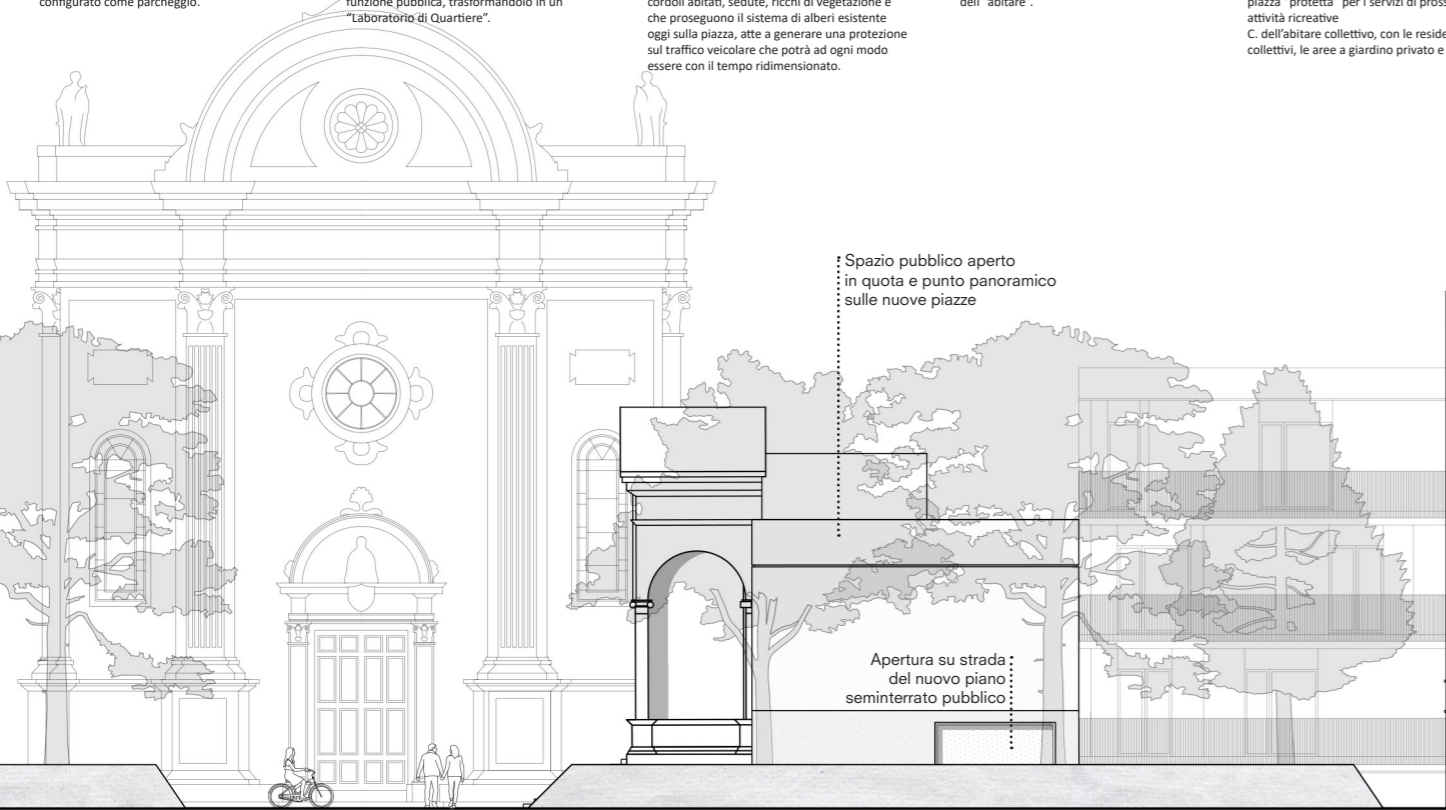 configurato come parcheggio.
funzione pubblica, trasformandolo in un
"Laboratorio di Quartiere".
cordoli abitati, sedute, ricchi di vegetazione e
che proseguono il sistema di alberi esistente
oggi sulla piazza, atte a generare una protezione
sul traffico veicolare che potrà ad ogni modo
essere con il tempo ridimensionato.
dell'"abitare".
piazza "protetta" per i servizi di pross
attività ricreative
C. dell'abitare collettivo, con le reside
collettivi, le aree a giardino privato e
Spazio pubblico aperto
in quota e punto panoramico
sulle nuove piazze
Apertura su strada
del nuovo piano
seminterrato pubblico